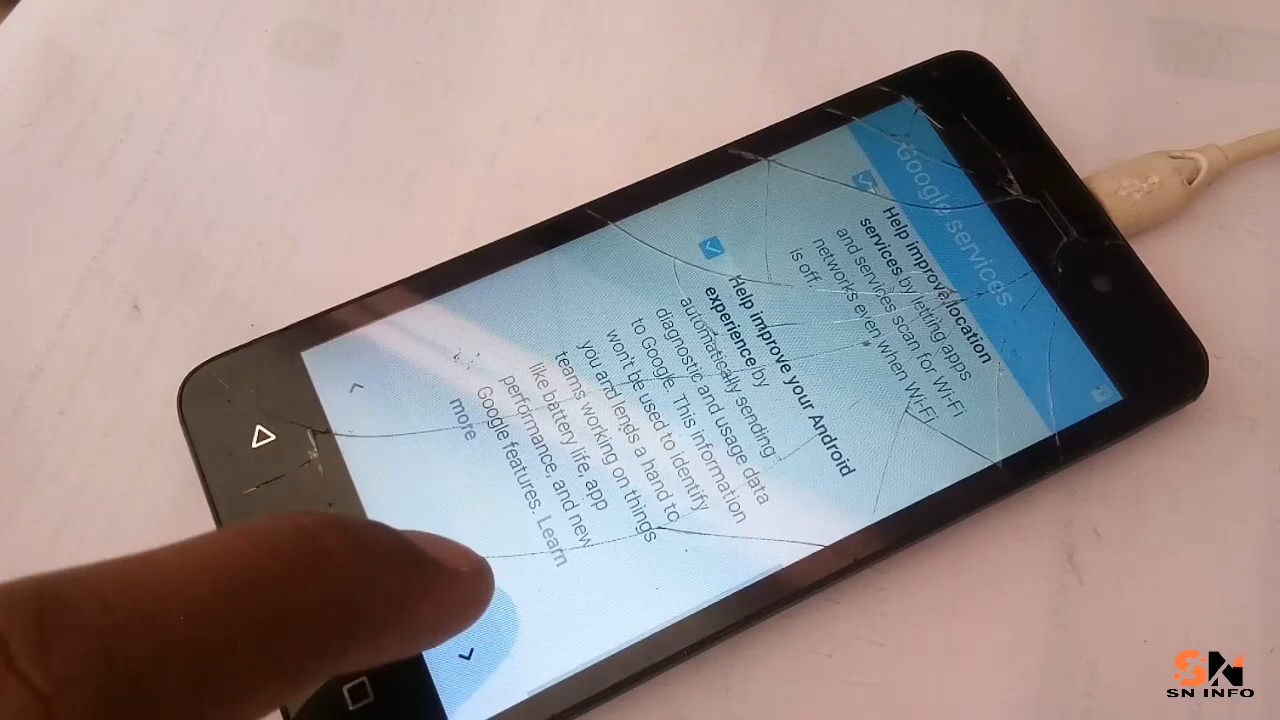 Google services
Help improve location
services by letting apps
and services scan for Wi-Fi
networks even when Wi-Fi
is off.
Help improve your Android
experience by
automatically sending
diagnostic and usage data
to Google. This information
won't be used to identify
you and lends a hand to
teams working on things
like battery life, app
performance, and new
Google features. Learn
more
SN
SN INFO